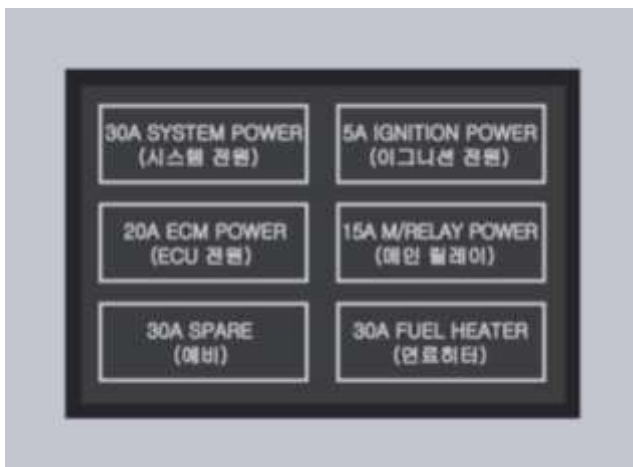 30A SYSTEM POWER
(시스템 전원)
5A IGNITION POWER
(이그니션 전원)
20A ECM POWER
(ECU 전원)
15A M/RELAY POWER
(메인 릴레이)
30A SPARE
(예비)
30A FUEL HEATER
(연료히터)